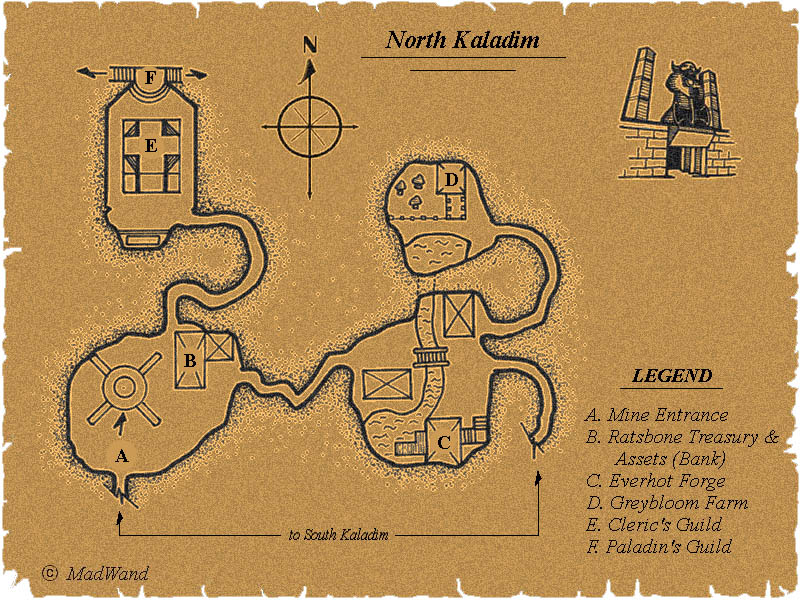 North Kaladim
N
F
E
D
B
A
C
LEGEND
A. Mine Entrance
B. Ratsbone Treasury &
Assets (Bank)
C. Everhot Forge
D. Greybloom Farm
E. Cleric's Guild
F. Paladin's Guild
to South Kaladim
© MadWand